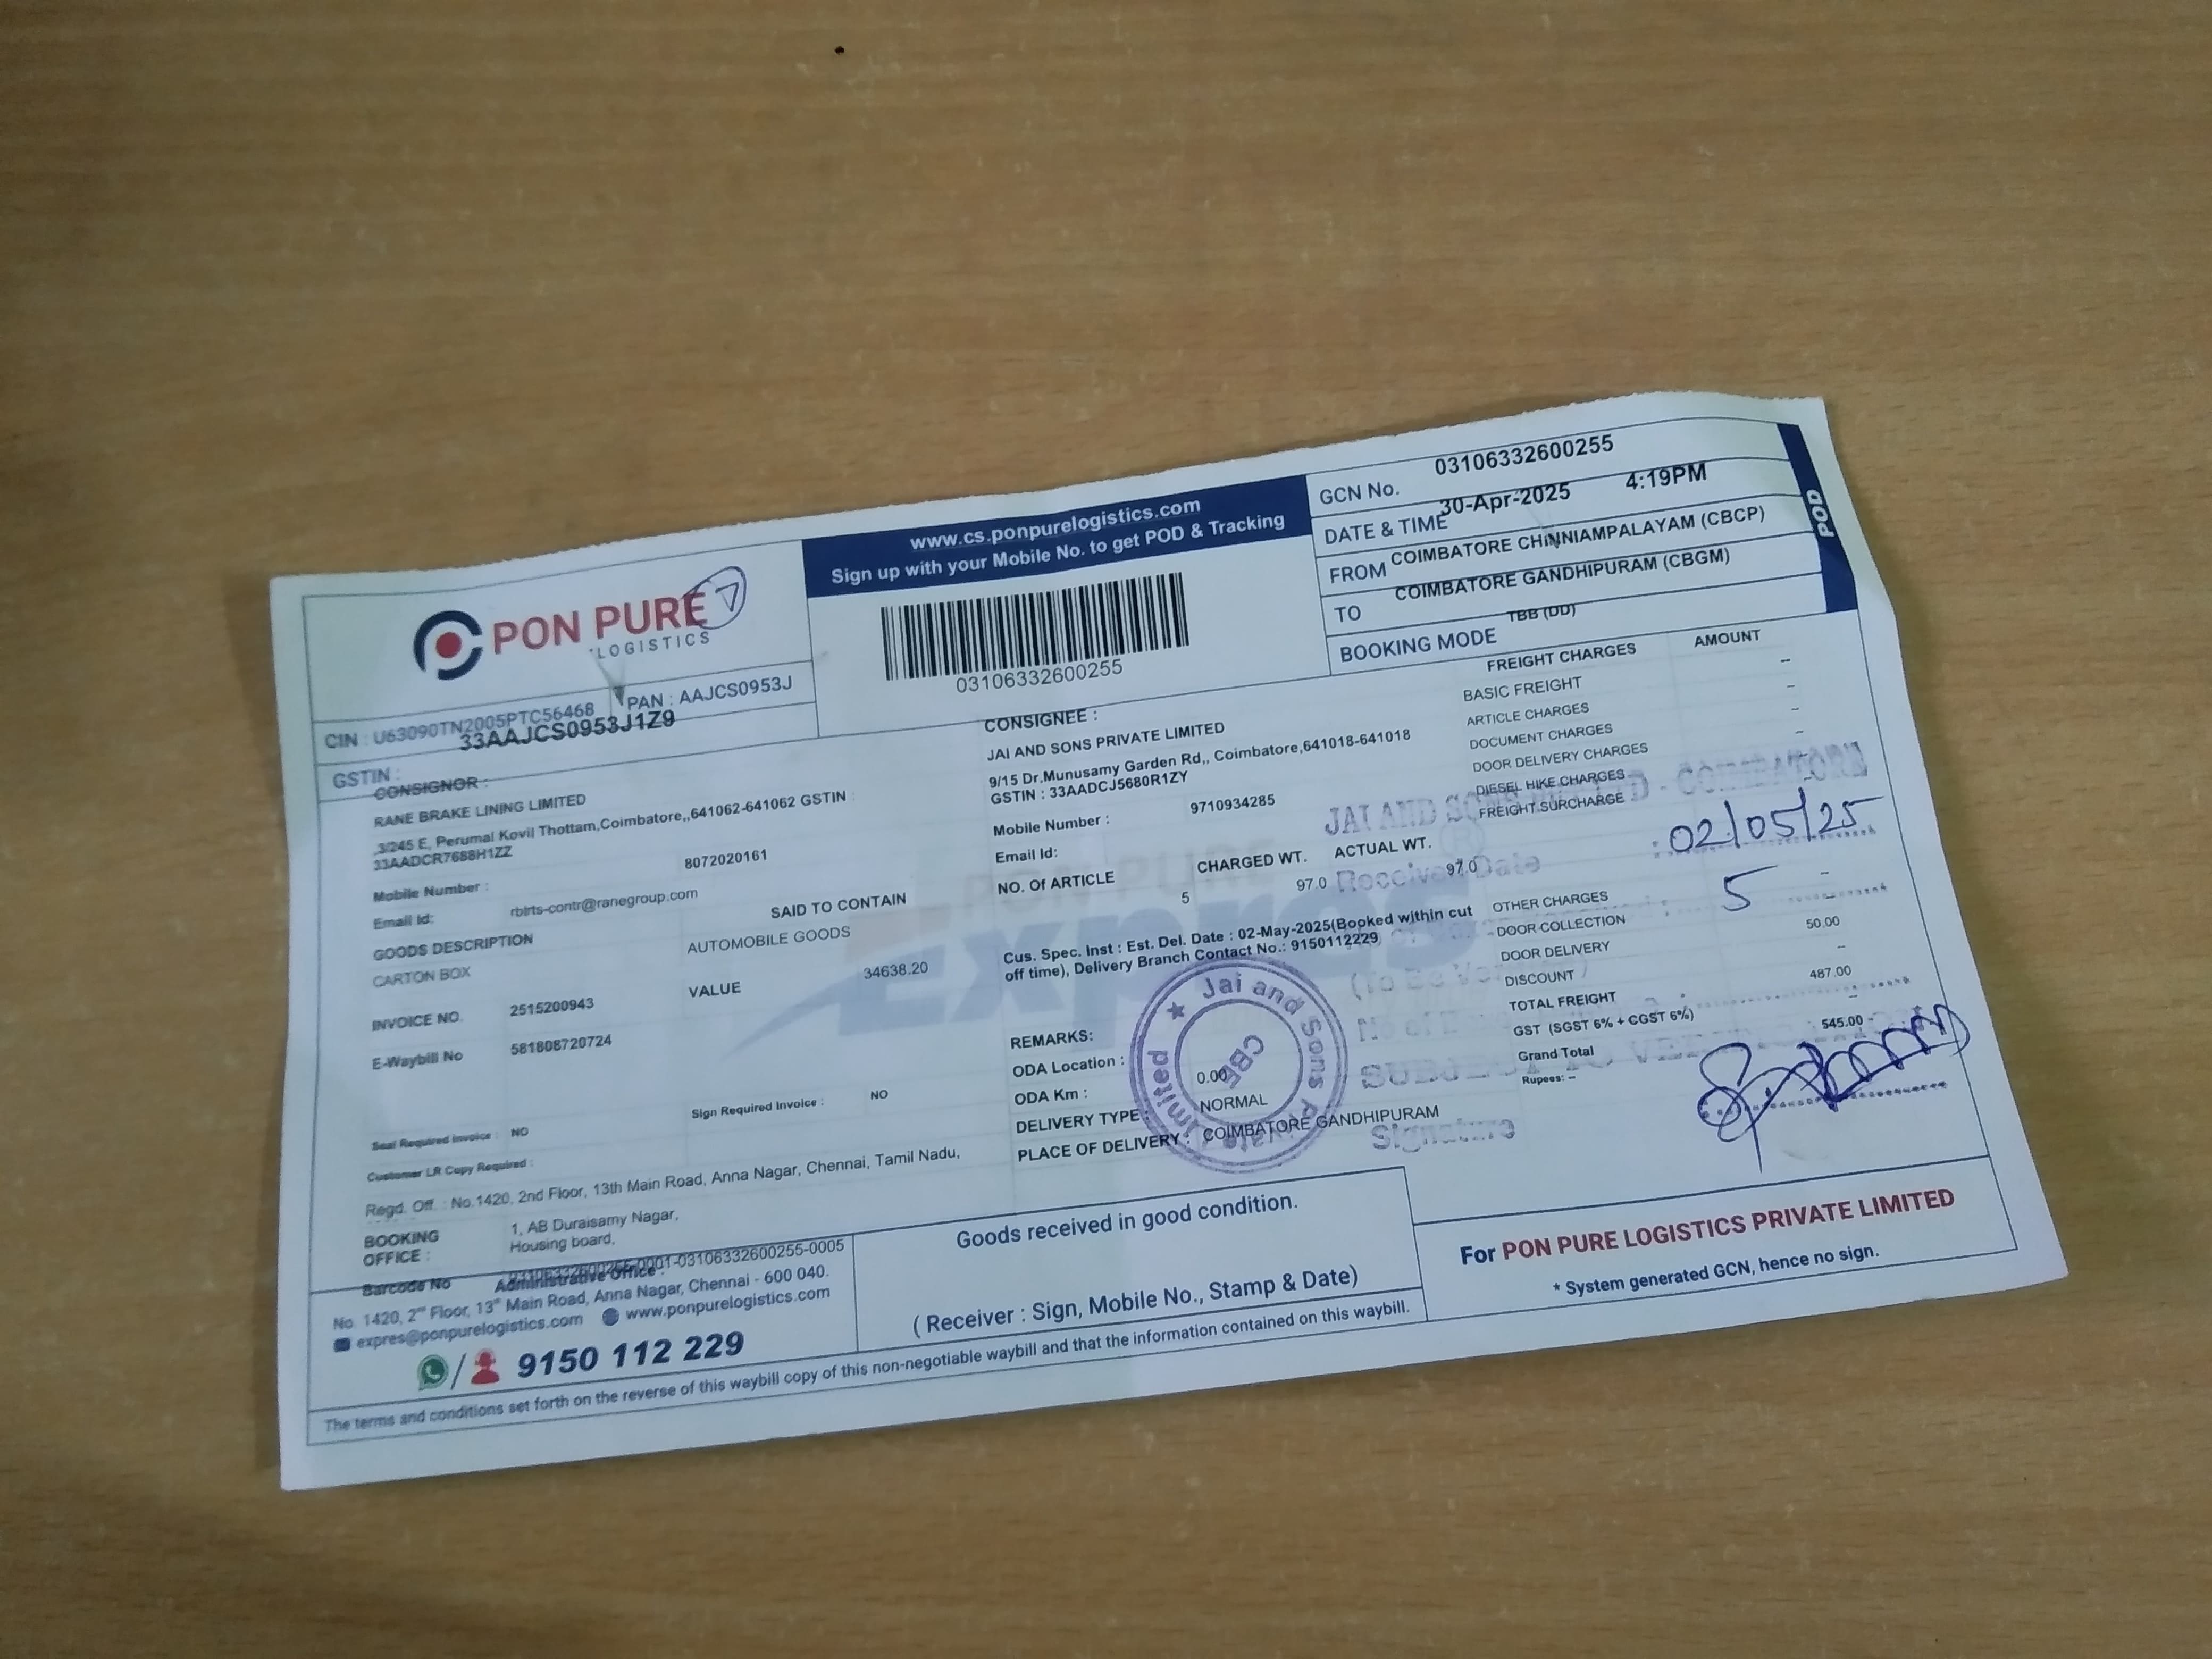 www.cs.ponpurelogistics.com
Sign up with your Mobile No. to get POD & Tracking
PON PURE
LOGISTICS
7
CIN : U63090TN2005PTC56468
PAN : AAJCS0953J
GSTIN :
33AAJCS0953J1Z9
03106332600255
GCN No.
03106332600255
DATE & TIME
30-Apr-2025 4:19PM
FROM COIMBATORE CHINNIAMPALAYAM (CBCP)
TO COIMBATORE GANDHIPURAM (CBGM)
BOOKING MODE TBB (DD)
POD
CONSIGNOR :
RANE BRAKE LINING LIMITED
3/245 E, Perumal Kovil Thottam,Coimbatore,,641062-641062 GSTIN :
33AADCR7688H1ZZ
Mobile Number : 8072020161
Email Id: rblrts-contr@ranegroup.com
GOODS DESCRIPTION
SAID TO CONTAIN
CARTON BOX
AUTOMOBILE GOODS
INVOICE NO. 2515200943
VALUE 34638.20
E-Waybill No 581808720724
Seal Required Invoice : NO
Sign Required Invoice : NO
Customer LR Copy Required :
Regd. Off. : No.1420, 2nd Floor, 13th Main Road, Anna Nagar, Chennai, Tamil Nadu,
BOOKING OFFICE : 1, AB Duraisamy Nagar,
Housing board,
Barcode No 03106332600255-0001-03106332600255-0005
CONSIGNEE :
JAI AND SONS PRIVATE LIMITED
9/15 Dr.Munusamy Garden Rd,, Coimbatore,641018-641018
GSTIN : 33AADCJ5680R1ZY
Mobile Number : 9710934285
Email Id:
NO. Of ARTICLE CHARGED WT. ACTUAL WT.
5 97.0 97.0
Cus. Spec. Inst : Est. Del. Date : 02-May-2025(Booked within cut
off time), Delivery Branch Contact No.: 9150112229
REMARKS:
ODA Location :
ODA Km : 0.00
DELIVERY TYPE : NORMAL
PLACE OF DELIVERY : COIMBATORE GANDHIPURAM
Expres
FREIGHT CHARGES AMOUNT
BASIC FREIGHT --
ARTICLE CHARGES --
DOCUMENT CHARGES --
DOOR DELIVERY CHARGES --
DIESEL HIKE CHARGES
FREIGHT SURCHARGE
OTHER CHARGES --
DOOR COLLECTION --
DOOR DELIVERY 50.00
DISCOUNT --
TOTAL FREIGHT 487.00
GST (SGST 6% + CGST 6%) --
Grand Total 545.00
Rupees: --
JAI AND SONS - COIMBATORE
Received Date : 02/05/25
: 5
Signature
Jai and Sons Private Limited
CBE
Administrative Office :
No. 1420, 2nd Floor, 13th Main Road, Anna Nagar, Chennai - 600 040.
expres@ponpurelogistics.com www.ponpurelogistics.com
/ 9150 112 229
Goods received in good condition.
( Receiver : Sign, Mobile No., Stamp & Date)
For PON PURE LOGISTICS PRIVATE LIMITED
* System generated GCN, hence no sign.
The terms and conditions set forth on the reverse of this waybill copy of this non-negotiable waybill and that the information contained on this waybill.